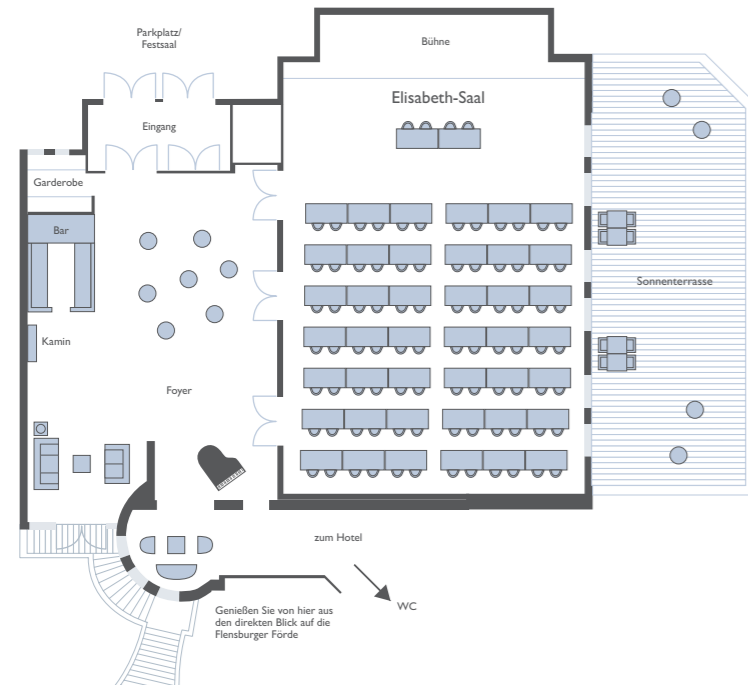 Parkplatz/
Festsaal
Bühne
Elisabeth-Saal
Eingang
Garderobe
Bar
Sonnenterrasse
Kamin
Foyer
zum Hotel
WC
Genießen Sie von hier aus
den direkten Blick auf die
Flensburger Förde